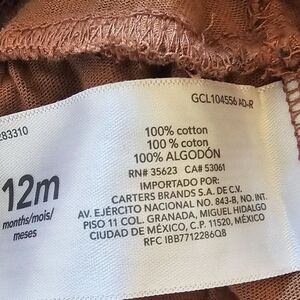 GCL104556 AD-R
283310
100% cotton
100 % coton
100% ALGODÓN
RN# 35623 CA# 53061
12m
months/mois/
meses
IMPORTADO POR:
CARTERS BRANDS S.A. DE C.V.
AV. EJÉRCITO NACIONAL NO. 843-B, NO. INT.
PISO 11 COL. GRANADA, MIGUEL HIDALGO
CIUDAD DE MÉXICO, C.P. 11520, MÉXICO
RFC IBB7712286Q8